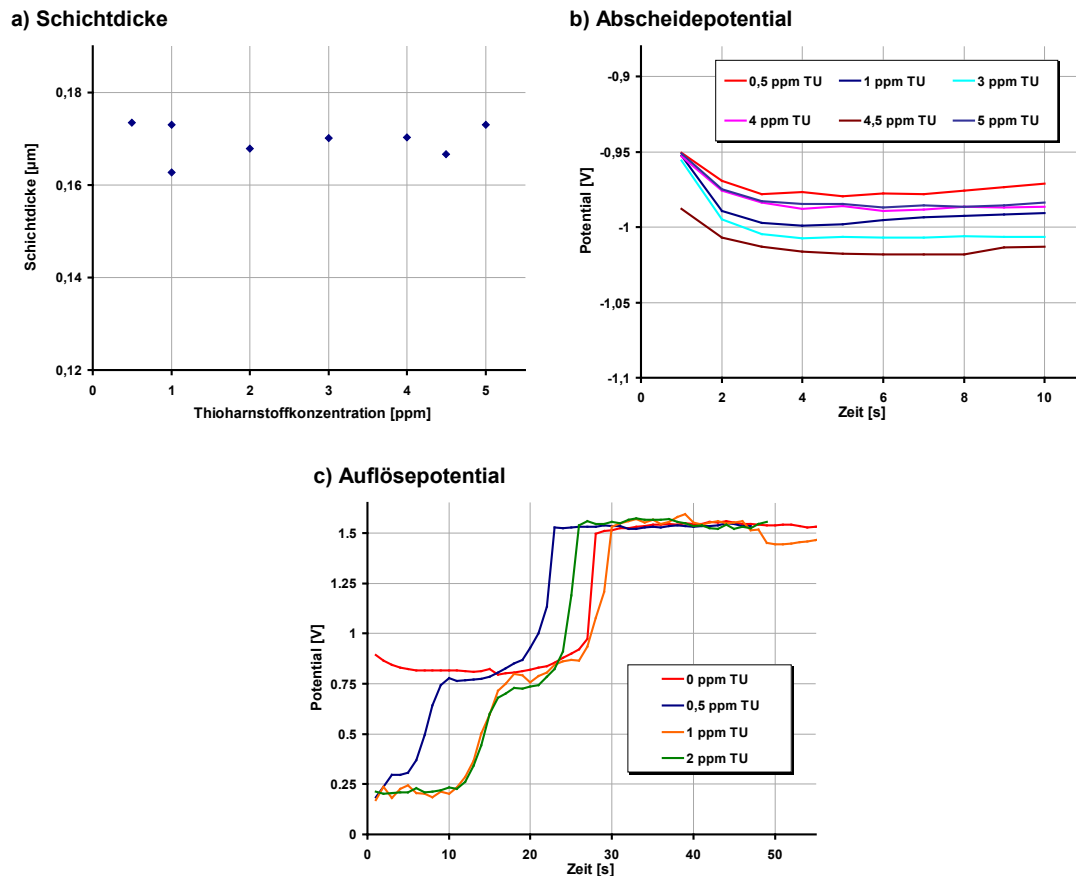 a) Schichtdicke
0,18
0,16
0,14
0,12
Schichtdicke [µm]
0
1
2
3
4
5
Thioharnstoffkonzentration [ppm]
b) Abscheidepotential
0,5 ppm TU
1 ppm TU
3 ppm TU
4 ppm TU
4,5 ppm TU
5 ppm TU
-0,9
-0,95
-1
-1,05
-1,1
Potential [V]
0
2
4
6
8
10
Zeit [s]
c) Auflösepotential
1.5
1.25
1
0.75
0.5
0.25
0
Potential [V]
0 ppm TU
0,5 ppm TU
1 ppm TU
2 ppm TU
0
10
20
30
40
50
Zeit [s]